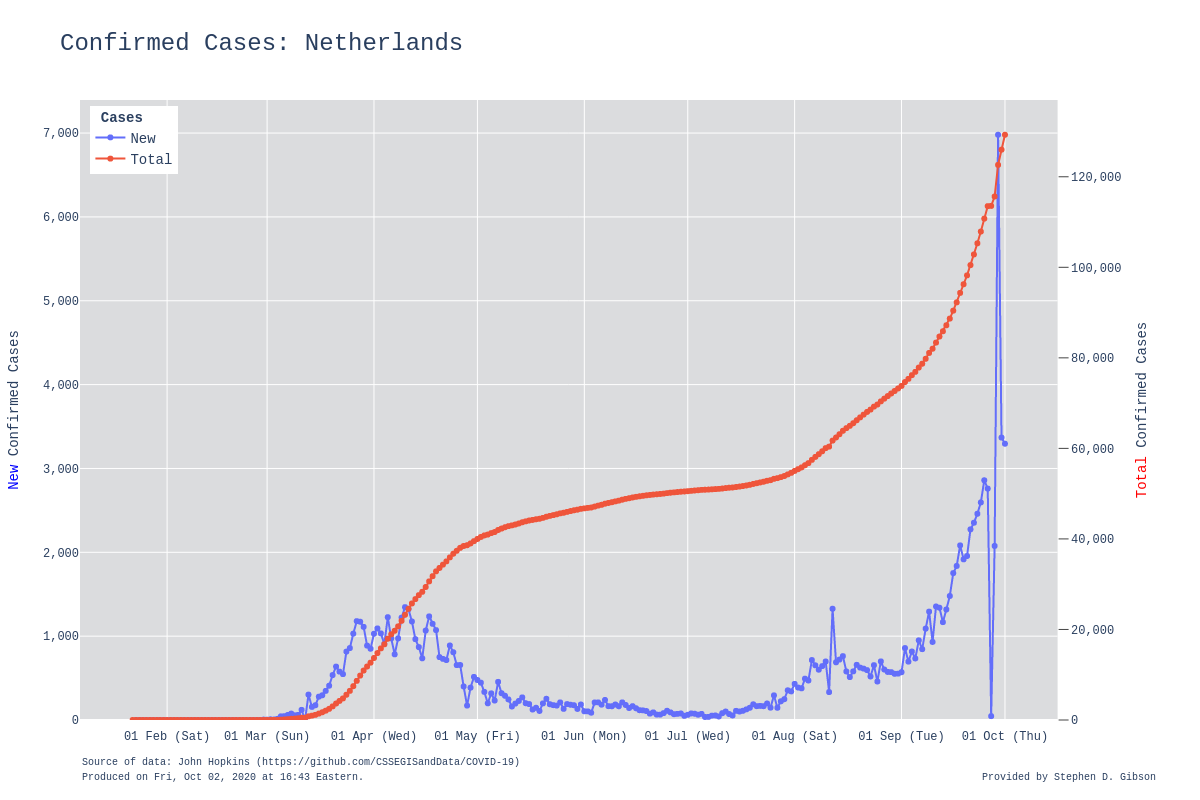 Confirmed Cases: Netherlands
Cases
New
Total
7,000
6,000
5,000
4,000
3,000
2,000
1,000
0
New Confirmed Cases
120,000
100,000
80,000
60,000
40,000
20,000
0
Total Confirmed Cases
01 Feb (Sat) 01 Mar (Sun) 01 Apr (Wed) 01 May (Fri) 01 Jun (Mon) 01 Jul (Wed) 01 Aug (Sat) 01 Sep (Tue) 01 Oct (Thu)
Source of data: John Hopkins (https://github.com/CSSEGISandData/COVID-19)
Produced on Fri, Oct 02, 2020 at 16:43 Eastern.
Provided by Stephen D. Gibson